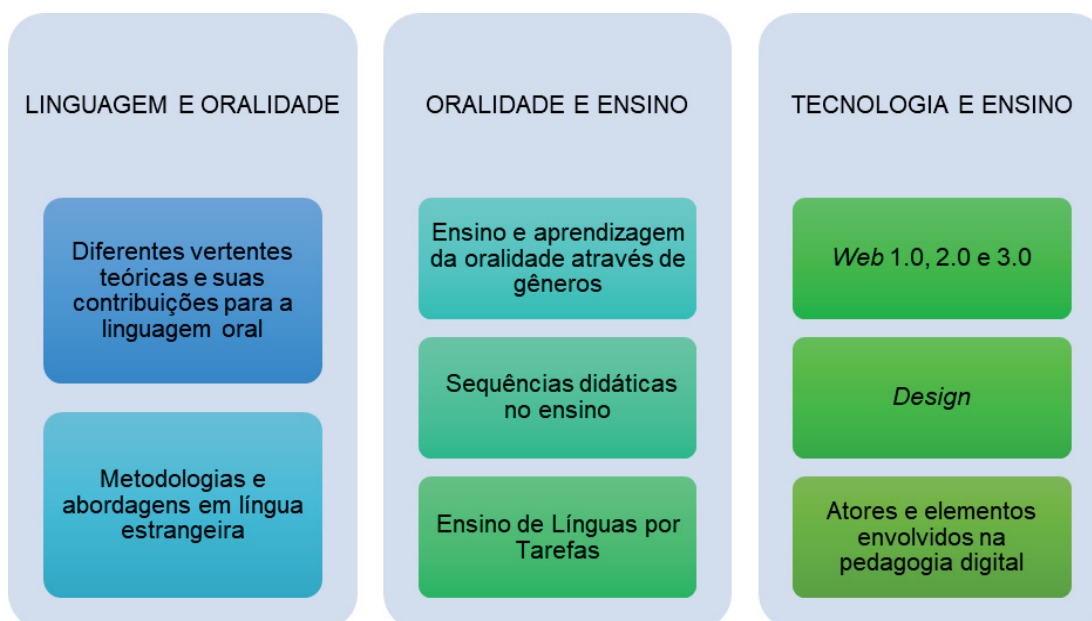 LINGUAGEM E ORALIDADE
Diferentes vertentes
teóricas e suas
contribuições para a
linguagem oral
Metodologias e
abordagens em língua
estrangeira
ORALIDADE E ENSINO
Ensino e aprendizagem
da oralidade através de
gêneros
Sequências didáticas
no ensino
Ensino de Línguas por
Tarefas
TECNOLOGIA E ENSINO
Web 1.0, 2.0 e 3.0
Design
Atores e elementos
envolvidos na
pedagogia digital